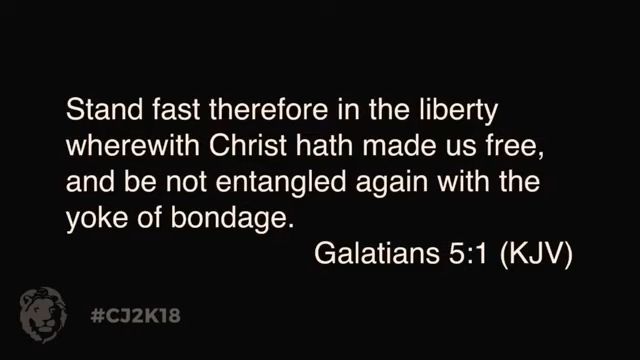 Stand fast therefore in the liberty
wherewith Christ hath made us free,
and be not entangled again with the
yoke of bondage.
Galatians 5:1 (KJV)
#CJ2K18